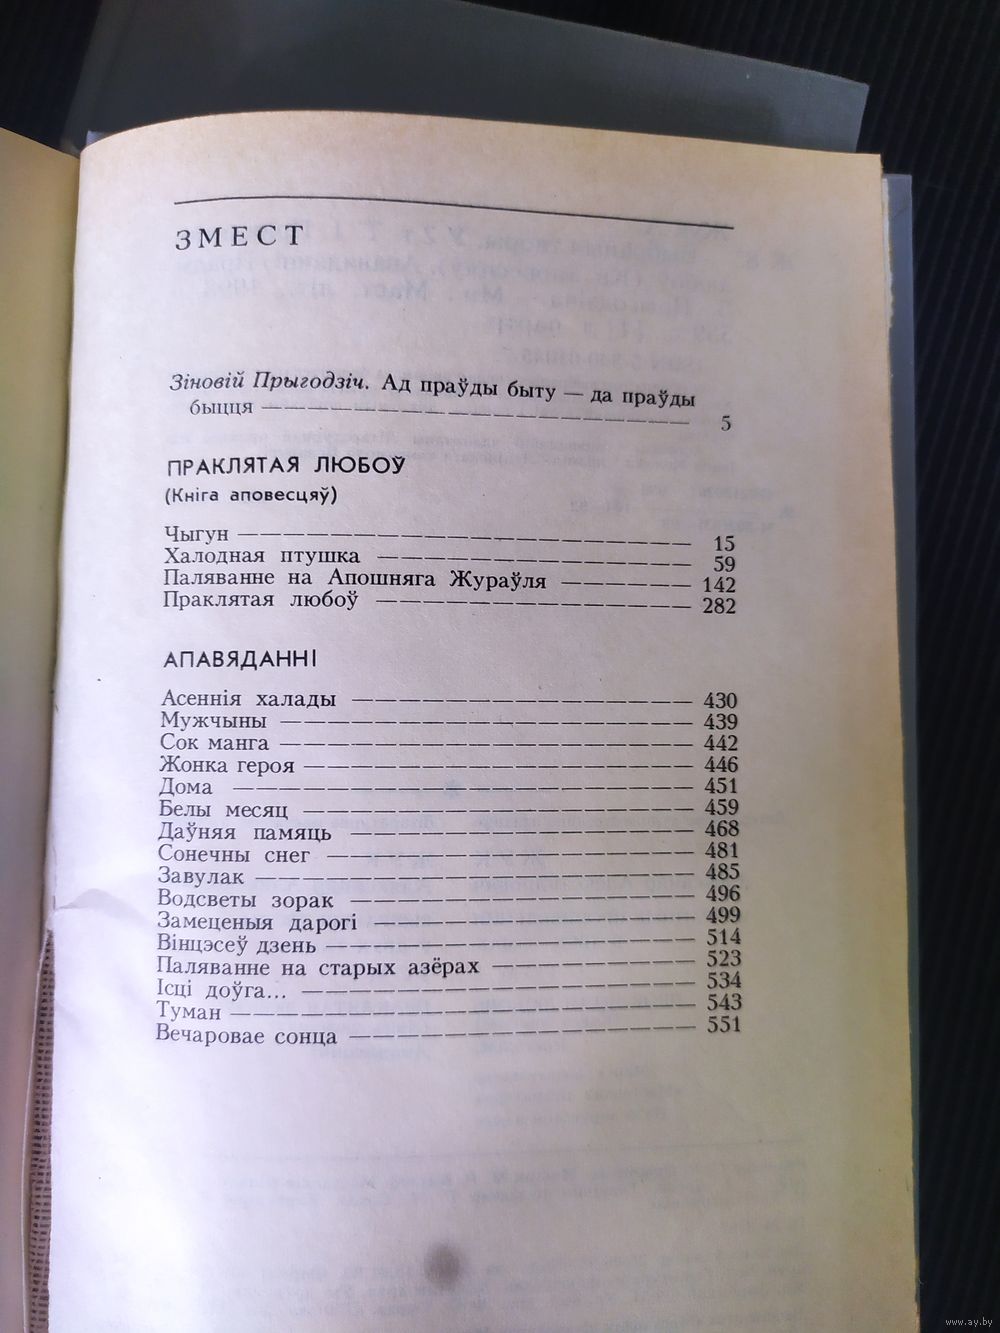 ЗМЕСТ
Зіновій Прыгодзіч. Ад праўды быту — да праўды
быцця 5
ПРАКЛЯТАЯ ЛЮБОЎ
(Кніга аповесцяў)
Чыгун 15
Халодная птушка 59
Паляванне на Апошняга Жураўля 142
Праклятая любоў 282
АПАВЯДАННІ
Асеннія халады 430
Мужчыны 439
Сок манга 442
Жонка героя 446
Дома 451
Белы месяц 459
Даўняя памяць 468
Сонечны снег 481
Завулак 485
Водсветы зорак 496
Замеценыя дарогі 499
Вінцэсеў дзень 514
Паляванне на старых азёрах 523
Ісці доўга... 534
Туман 543
Вечаровае сонца 551
www.ay.by